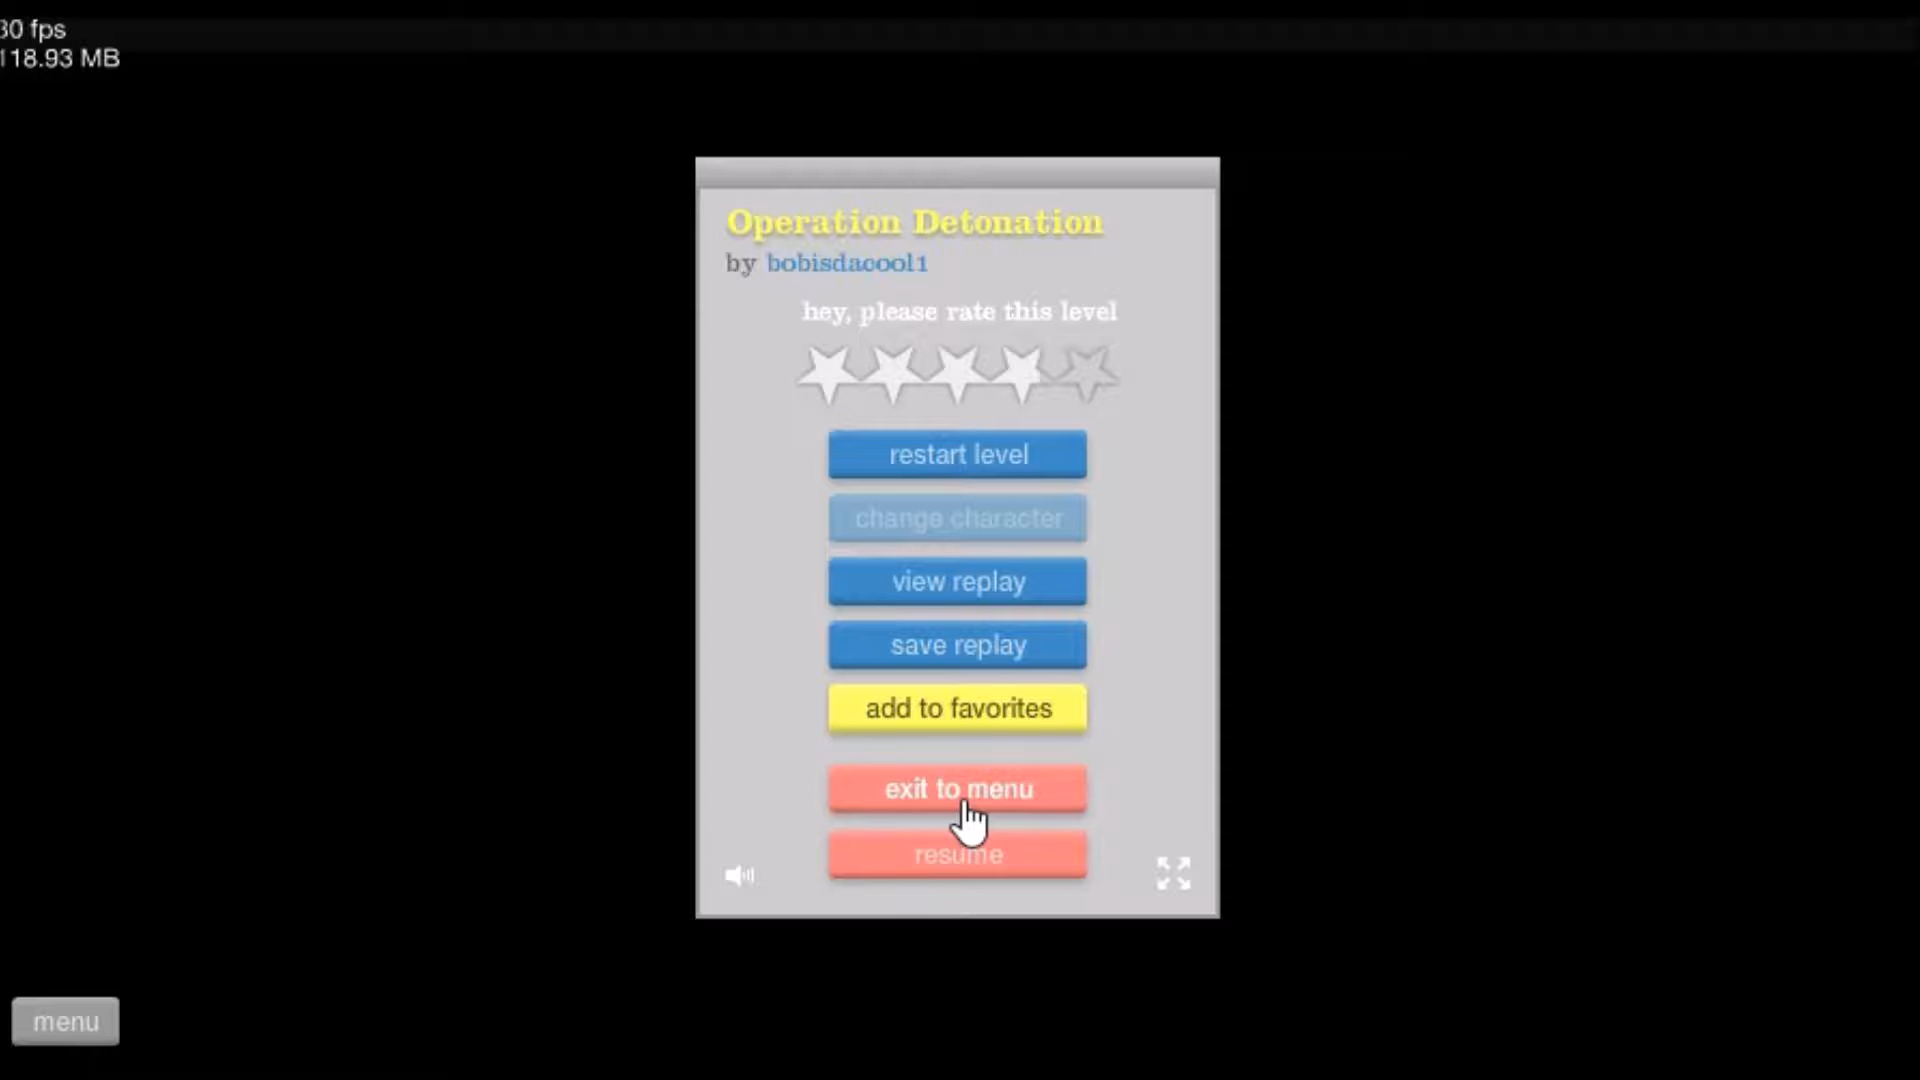 30 fps
118.93 MB
Operation Detonation
by bobisdacool1
hey, please rate this level
restart level
change character
view replay
save replay
add to favorites
exit to menu
resume
menu